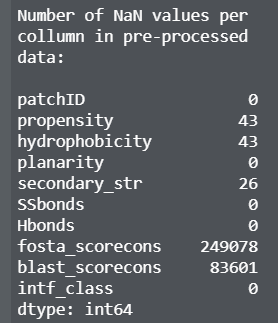 Number of NaN values per
collumn in pre-processed
data:
patchID 0
propensity 43
hydrophobicity 43
planarity 0
secondary_str 26
SSbonds 0
Hbonds 0
fosta_scorecons 249078
blast_scorecons 83601
intf_class 0
dtype: int64